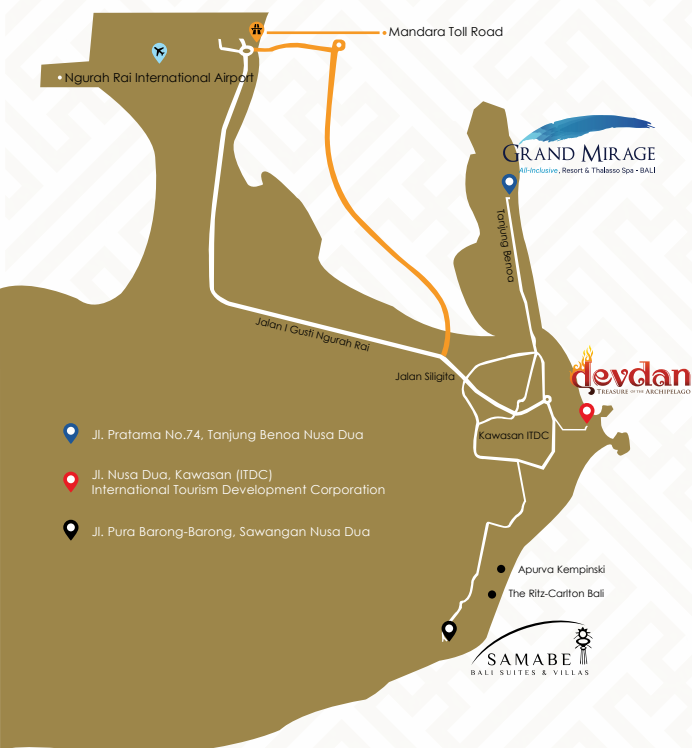 Mandara Toll Road
Ngurah Rai International Airport
GRAND MIRAGE
All-Inclusive, Resort & Thalasso Spa • BALI
Tanjung Benoa
Jalan I Gusti Ngurah Rai
devdan
TREASURE OF THE ARCHIPELAGO
Jalan Siligita
Kawasan ITDC
Jl. Pratama No.74, Tanjung Benoa Nusa Dua
Jl. Nusa Dua, Kawasan (ITDC)
International Tourism Development Corporation
Jl. Pura Barong-Barong, Sawangan Nusa Dua
Apurva Kempinski
The Ritz-Carlton Bali
SAMABE
BALI SUITES & VILLAS